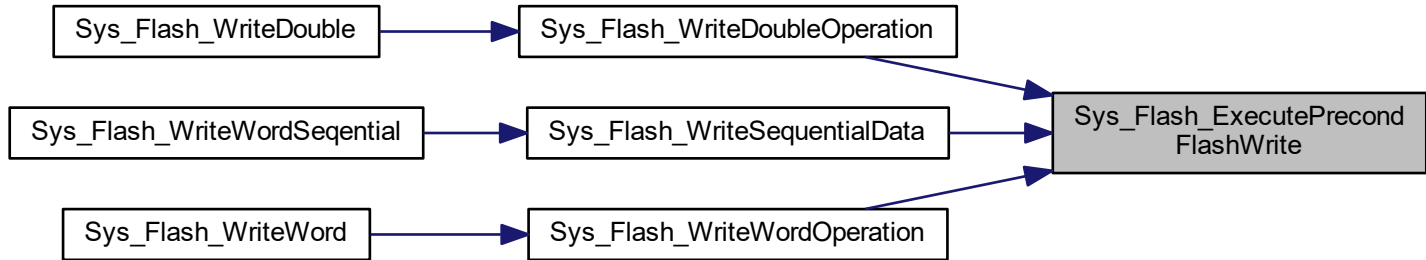 Sys_Flash_WriteDouble
Sys_Flash_WriteDoubleOperation
Sys_Flash_WriteWordSeqential
Sys_Flash_WriteSequentialData
Sys_Flash_ExecutePrecond
FlashWrite
Sys_Flash_WriteWord
Sys_Flash_WriteWordOperation